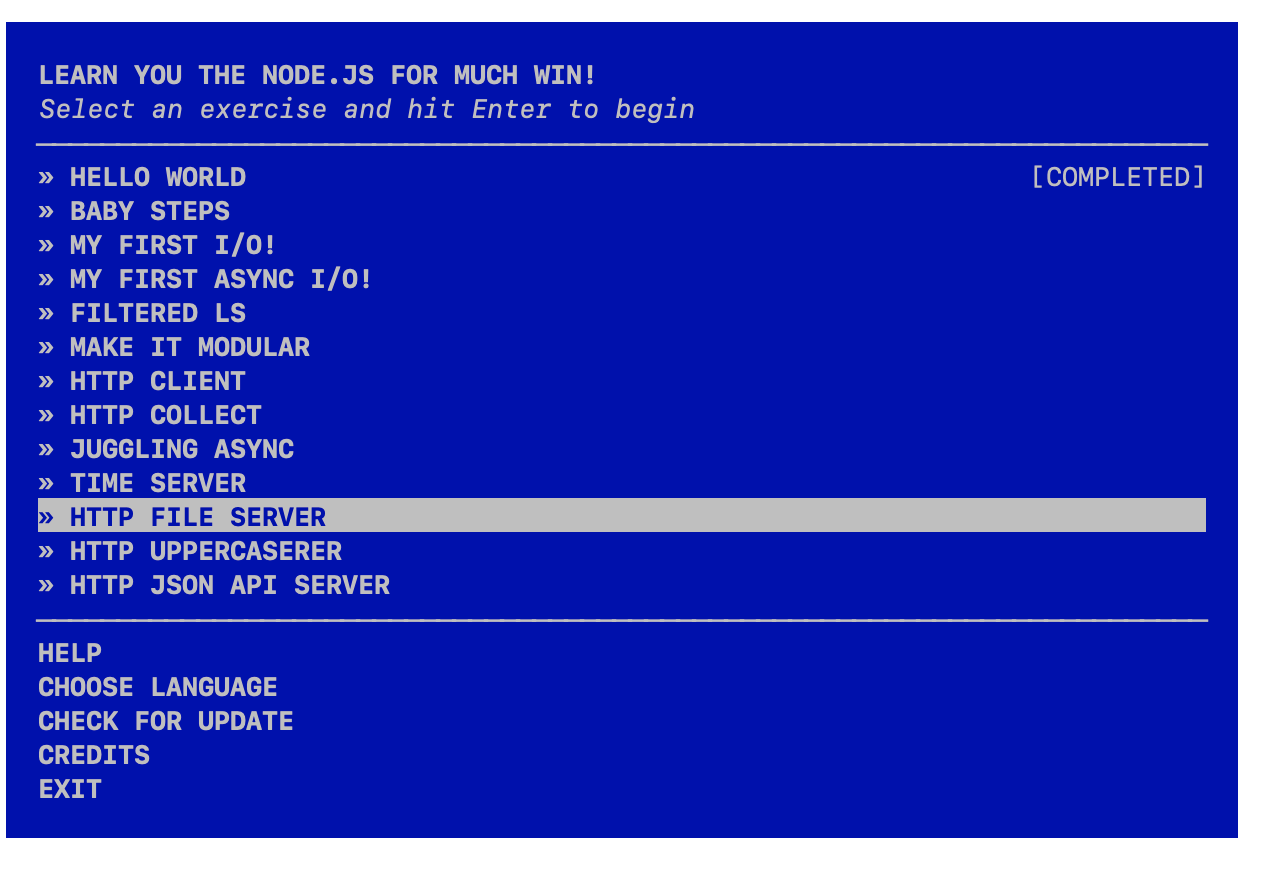 LEARN YOU THE NODE.JS FOR MUCH WIN!
Select an exercise and hit Enter to begin
» HELLO WORLD [COMPLETED]
» BABY STEPS
» MY FIRST I/O!
» MY FIRST ASYNC I/O!
» FILTERED LS
» MAKE IT MODULAR
» HTTP CLIENT
» HTTP COLLECT
» JUGGLING ASYNC
» TIME SERVER
» HTTP FILE SERVER
» HTTP UPPERCASERER
» HTTP JSON API SERVER
HELP
CHOOSE LANGUAGE
CHECK FOR UPDATE
CREDITS
EXIT